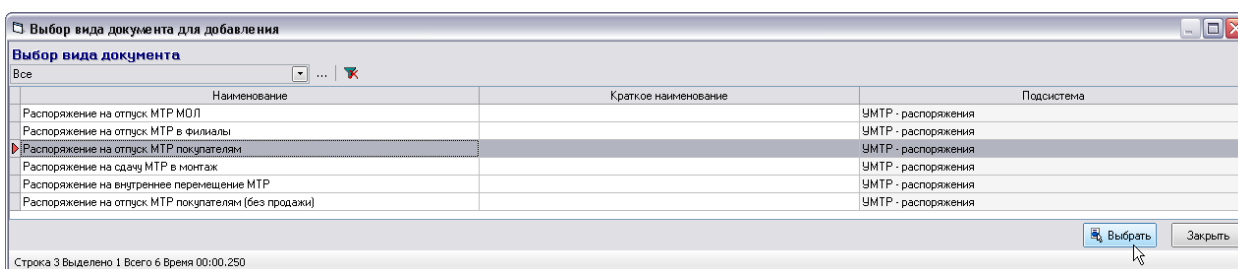 Выбор вида документа для добавления
Выбор вида документа
Все ...
Наименование Краткое наименование Подсистема
Распоряжение на отпуск МТР МОЛ УМТР - распоряжения
Распоряжение на отпуск МТР в филиалы УМТР - распоряжения
Распоряжение на отпуск МТР покупателям УМТР - распоряжения
Распоряжение на сдачу МТР в монтаж УМТР - распоряжения
Распоряжение на внутреннее перемещение МТР УМТР - распоряжения
Распоряжение на отпуск МТР покупателям (без продажи) УМТР - распоряжения
Выбрать Закрыть
Строка 3 Выделено 1 Всего 6 Время 00:00.250